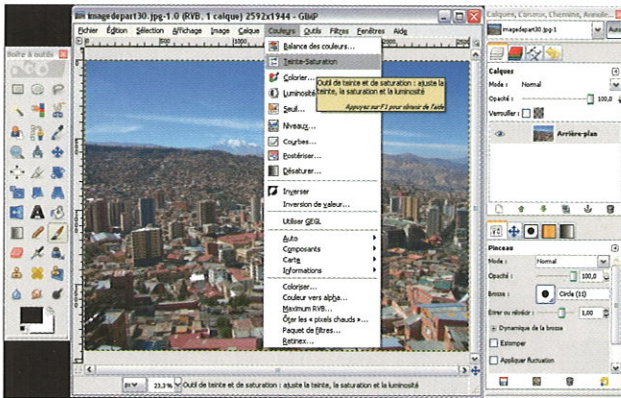 imagedepart30.jpg-1.0 (RVB, 1 calque) 2592x1944 - GIMP
Fichier Édition Sélection Affichage Image Calque Couleurs Outils Filtres Fenêtres Aide
Boîte à outils
Balance des couleurs...
Teinte-Saturation
Colorier...
Luminosité
Seuil...
Niveaux...
Courbes...
Postériser...
Désaturer...
Inverser
Inversion de valeur...
Utiliser GEGL
Auto
Composants
Carte
Informations
Coloriser...
Couleur vers alpha...
Maximum RVB...
Ôter les « pixels chauds »...
Paquet de filtres...
Retinex...
Outil de teinte et de saturation : ajuste la
teinte, la saturation et la luminosité
Appuyez sur F1 pour obtenir de l'aide
23,3 %
Outil de teinte et de saturation : ajuste la teinte, la saturation et la luminosité
Calques, Canaux, Chemins, Annule...
imagedepart30.jpg-1
Auto
Calques
Mode : Normal
Opacité : 100,0
Verrouiller :
Arrière-plan
Pinceau
Mode : Normal
Opacité : 100,0
Brosse : Circle (11)
Étirer ou rétrécir : 1,00
Dynamique de la brosse
Estomper
Appliquer fluctuation